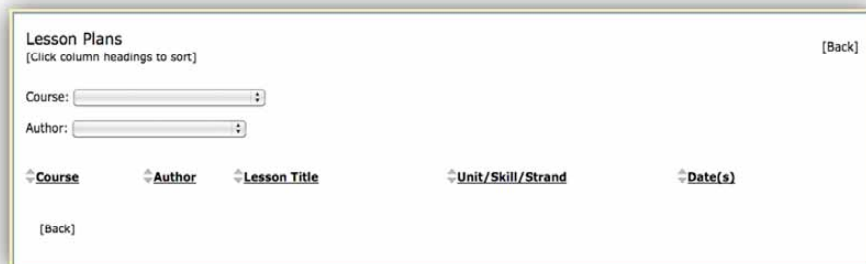 Lesson Plans
[Click column headings to sort]
[Back]
Course:
Author:
Course Author Lesson Title Unit/Skill/Strand Date(s)
[Back]